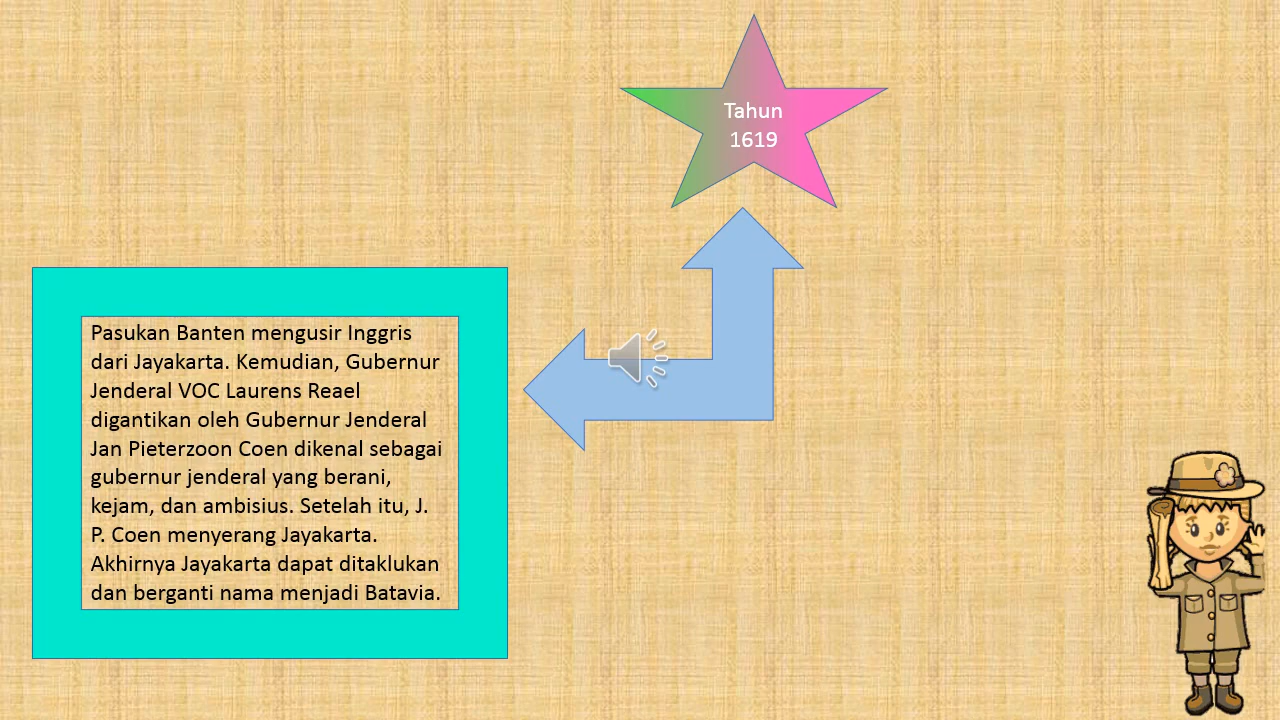 Tahun
1619
Pasukan Banten mengusir Inggris
dari Jayakarta. Kemudian, Gubernur
Jenderal VOC Laurens Reael
digantikan oleh Gubernur Jenderal
Jan Pieterzoon Coen dikenal sebagai
gubernur jenderal yang berani,
kejam, dan ambisius. Setelah itu, J.
P. Coen menyerang Jayakarta.
Akhirnya Jayakarta dapat ditaklukan
dan berganti nama menjadi Batavia.